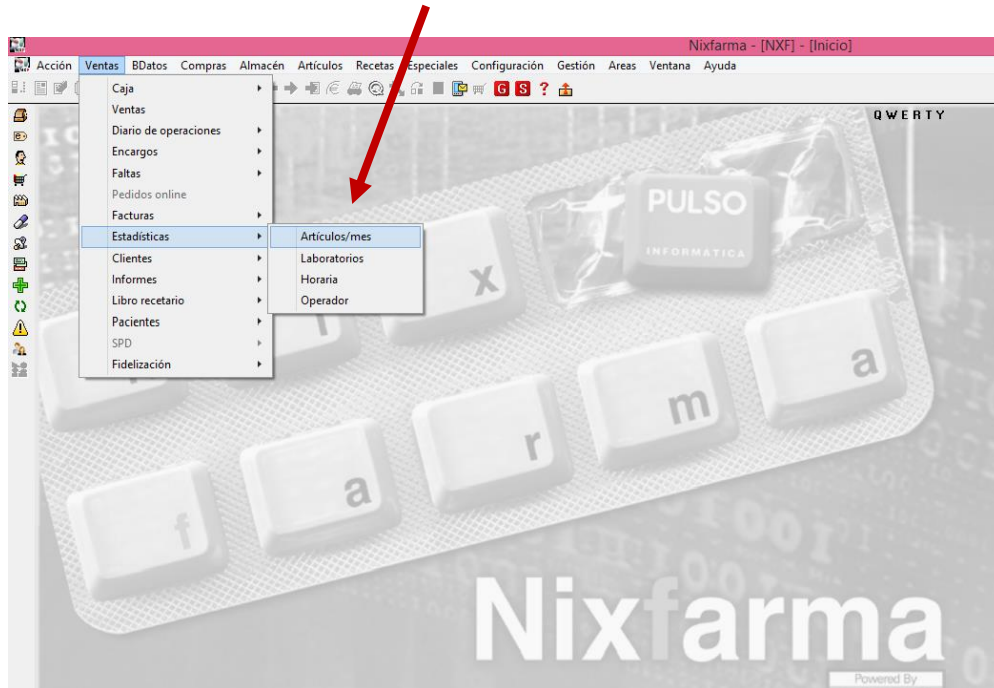 Nixfarma - [NXF] - [Inicio]
Acción Ventas BDatos Compras Almacén Artículos Recetas Especiales Configuración Gestión Areas Ventana Ayuda
G S ?
QWERTY
Caja
Ventas
Diario de operaciones
Encargos
Faltas
Pedidos online
Facturas
Estadísticas
Clientes
Informes
Libro recetario
Pacientes
SPD
Fidelización
Artículos/mes
Laboratorios
Horaria
Operador
PULSO
INFORMATICA
x
f a r m a
Nixfarma
Powered By